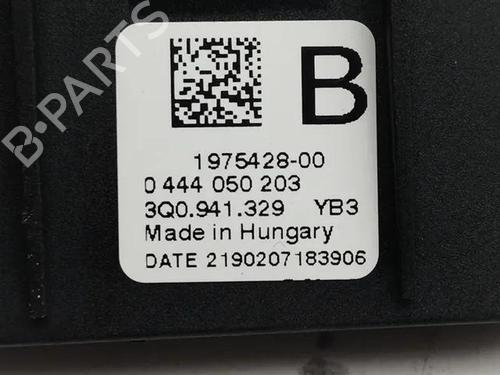 B-PARTS
B
1975428-00
0 444 050 203
3Q0.941.329 YB3
Made in Hungary
DATE 2190207183906